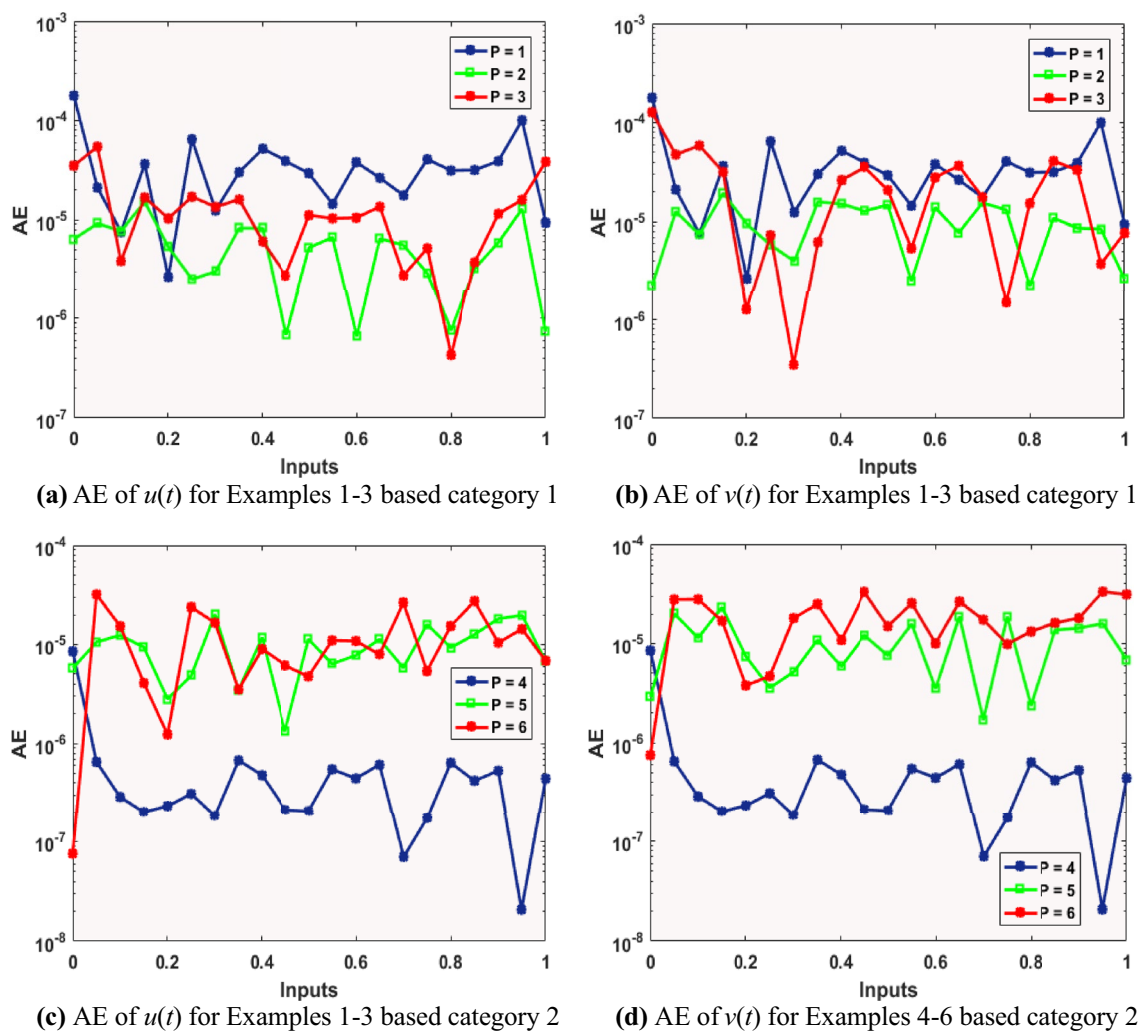 10⁻³
10⁻⁴
10⁻⁵
10⁻⁶
10⁻⁷
AE
P = 1
P = 2
P = 3
0 0.2 0.4 0.6 0.8 1
Inputs
(a) AE of u(t) for Examples 1-3 based category 1
10⁻³
10⁻⁴
10⁻⁵
10⁻⁶
10⁻⁷
AE
P = 1
P = 2
P = 3
0 0.2 0.4 0.6 0.8 1
Inputs
(b) AE of v(t) for Examples 1-3 based category 1
10⁻⁴
10⁻⁵
10⁻⁶
10⁻⁷
10⁻⁸
AE
P = 4
P = 5
P = 6
0 0.2 0.4 0.6 0.8 1
Inputs
(c) AE of u(t) for Examples 1-3 based category 2
10⁻⁴
10⁻⁵
10⁻⁶
10⁻⁷
10⁻⁸
AE
P = 4
P = 5
P = 6
0 0.2 0.4 0.6 0.8 1
Inputs
(d) AE of v(t) for Examples 4-6 based category 2